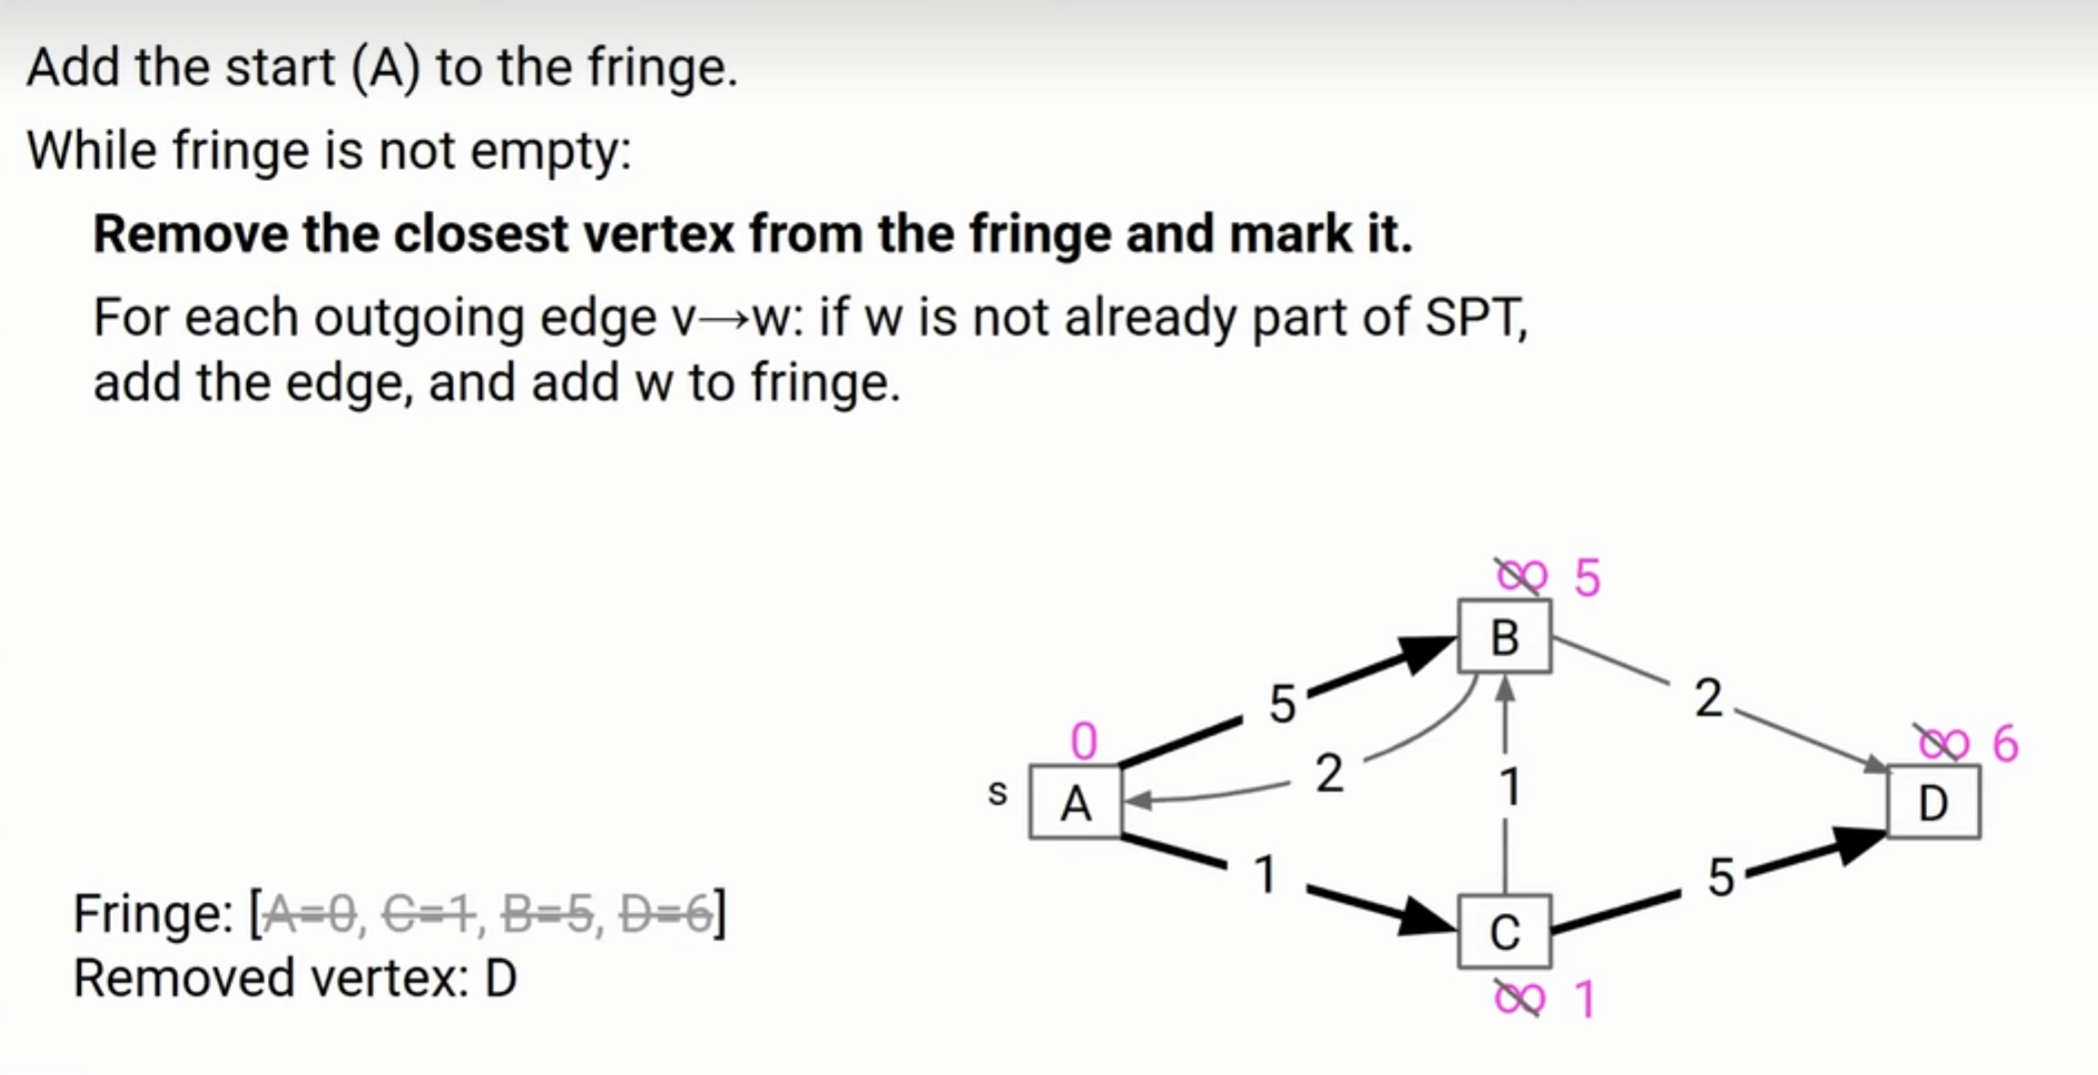 Add the start (A) to the fringe.
While fringe is not empty:
Remove the closest vertex from the fringe and mark it.
For each outgoing edge v→w: if w is not already part of SPT,
add the edge, and add w to fringe.
∞ 5
B
5
2
0
2
∞ 6
s
A
1
D
1
5
Fringe: [A=0, C=1, B=5, D=6]
C
Removed vertex: D
∞ 1